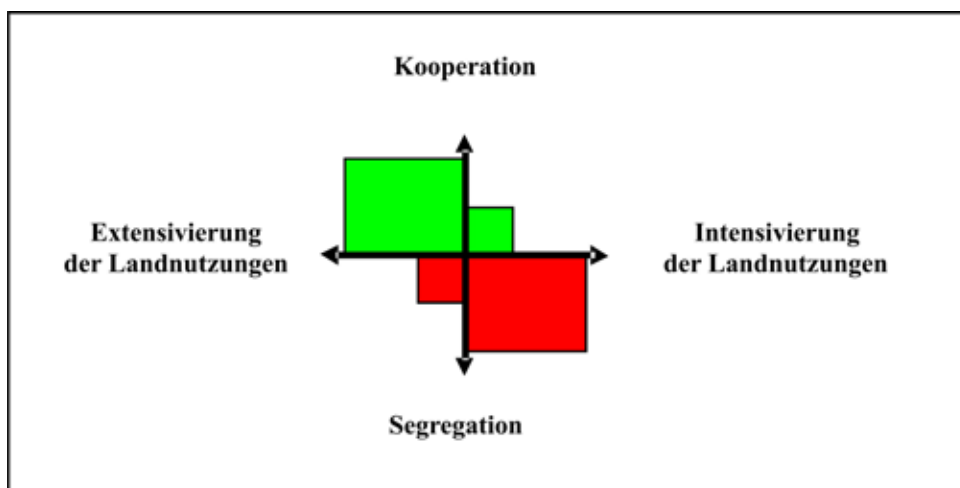 Kooperation
Extensivierung
der Landnutzungen
Intensivierung
der Landnutzungen
Segregation